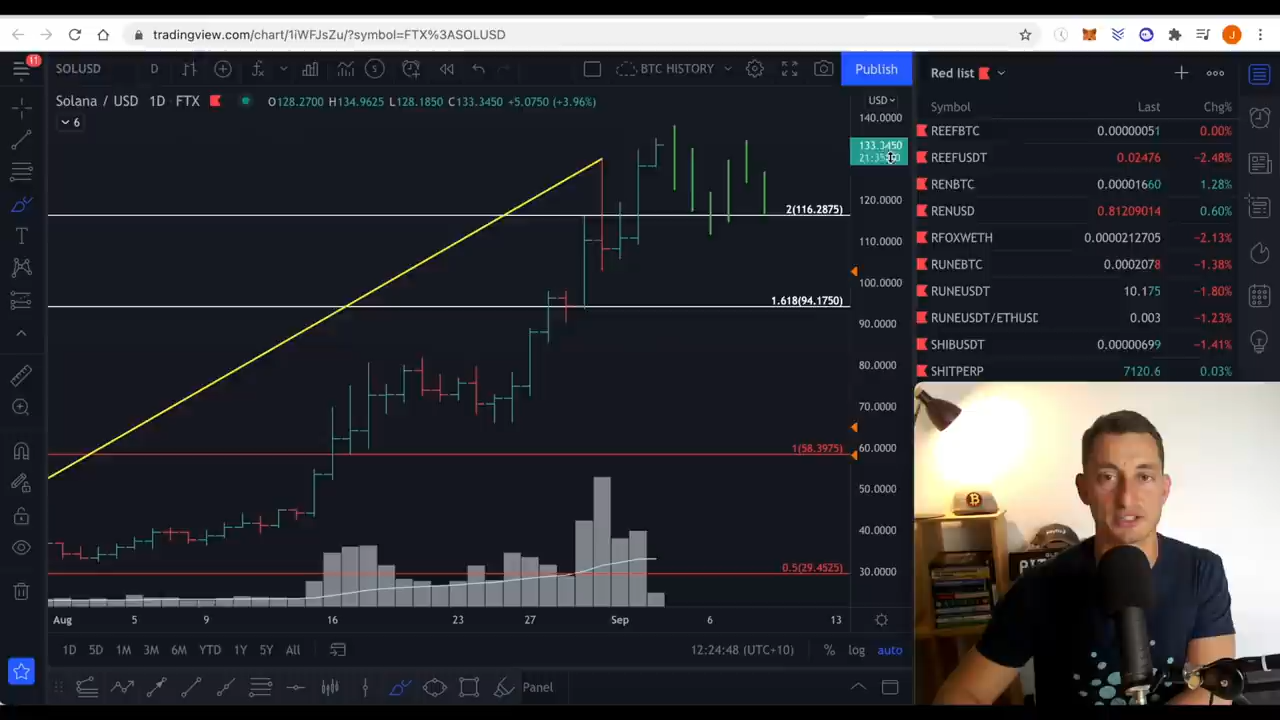 tradingview.com/chart/1iWFJsZu/?symbol=FTX%3ASOLUSD
J
11
SOLUSD
D
BTC HISTORY
Publish
Red list
Solana / USD 1D FTX
O128.2700 H134.9625 L128.1850 C133.3450 +5.0750 (+3.96%)
USD
6
Symbol Last Chg%
REEFBTC 0.00000051 0.00%
REEFUSDT 0.02476 −2.48%
RENBTC 0.00001660 1.28%
RENUSD 0.81209014 0.60%
RFOXWETH 0.0000212705 −2.13%
RUNEBTC 0.0002078 −1.38%
RUNEUSDT 10.175 −1.80%
RUNEUSDT/ETHUSD 0.003 −1.23%
SHIBUSDT 0.00000699 −1.41%
SHITPERP 7120.6 0.03%
140.0000
133.3450
120.0000
110.0000
100.0000
90.0000
80.0000
70.0000
60.0000
50.0000
40.0000
30.0000
2(116.2875)
1.618(94.1750)
1(58.3975)
0.5(29.4525)
Aug 5 9 16 23 27 Sep 6 13
1D 5D 1M 3M 6M YTD 1Y 5Y All
12:24:48 (UTC+10)
% log auto
Panel